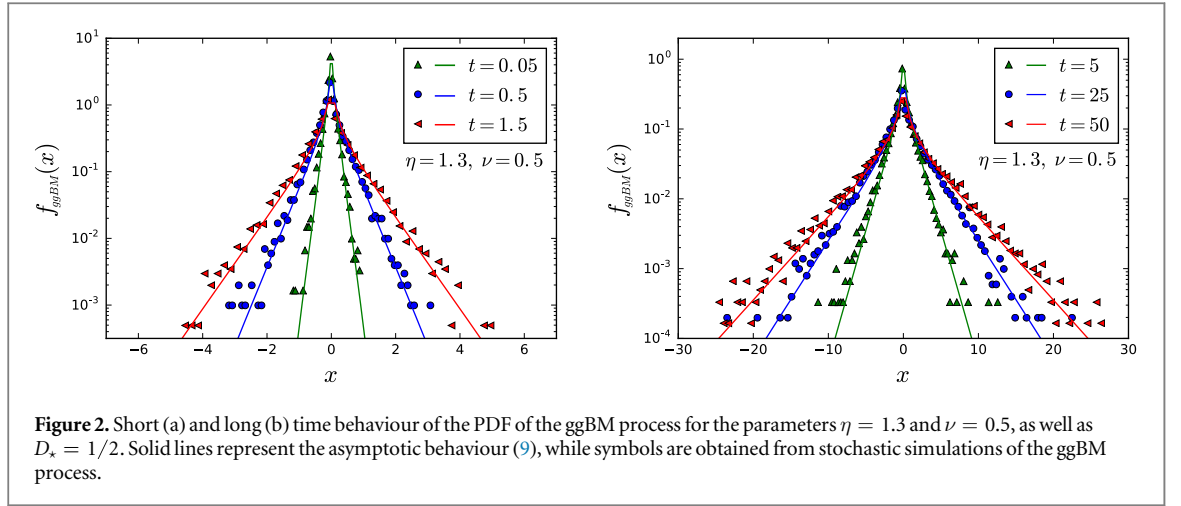 10^1
10^0
10^-1
10^-2
10^-3
f_ggBM(x)
t = 0.05
t = 0.5
t = 1.5
η = 1.3, ν = 0.5
−6 −4 −2 0 2 4 6
x
10^0
10^-1
10^-2
10^-3
10^-4
f_ggBM(x)
t = 5
t = 25
t = 50
η = 1.3, ν = 0.5
−30 −20 −10 0 10 20 30
x
Figure 2. Short (a) and long (b) time behaviour of the PDF of the ggBM process for the parameters η = 1.3 and ν = 0.5, as well as
D⋆ = 1/2. Solid lines represent the asymptotic behaviour (9), while symbols are obtained from stochastic simulations of the ggBM
process.